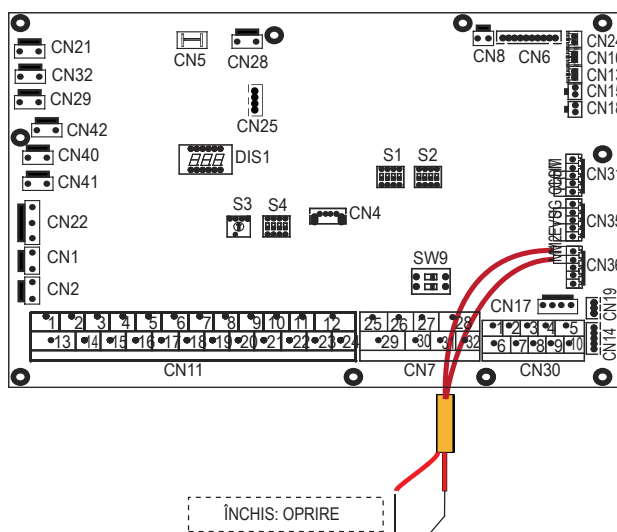 CN21
CN5
CN28
CN8
CN6
CN24
CN16
CN13
CN15
CN18
CN32
CN29
CN42
CN25
CN40
DIS1
CN41
S1
S2
CN31
CN22
S3
S4
CN4
CN35
CN1
SW9
CN36
CN2
CN17
CN19
1 2 3 4 5 6 7 8 9 10 11 12
13 14 15 16 17 18 19 20 21 22 23 24
CN11
25 26 27 28
29 30 31 32
CN7
1 2 3 4 5
6 7 8 9 10
CN30
CN14
ÎNCHIS: OPRIRE